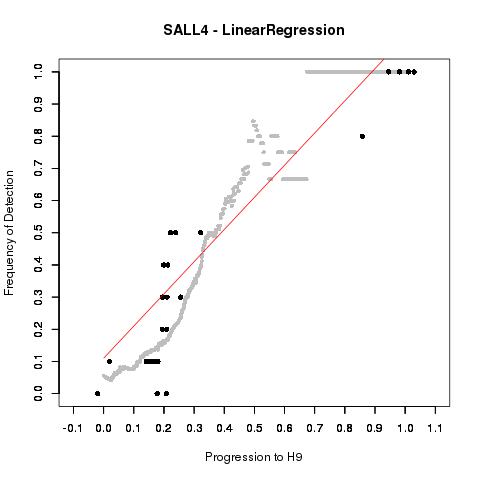 SALL4 - LinearRegression
Frequency of Detection
1.0
0.9
0.8
0.7
0.6
0.5
0.4
0.3
0.2
0.1
0.0
-0.1 0.0 0.1 0.2 0.3 0.4 0.5 0.6 0.7 0.8 0.9 1.0 1.1
Progression to H9